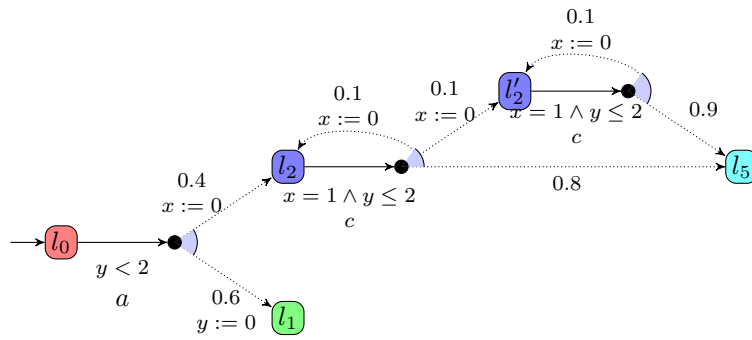 0.1
x := 0
l₂′
x = 1 ∧ y ≤ 2
c
0.9
0.1
x := 0
0.1
x := 0
l₂
x = 1 ∧ y ≤ 2
c
0.8
l₅
0.4
x := 0
l₀
y < 2
a
0.6
y := 0
l₁